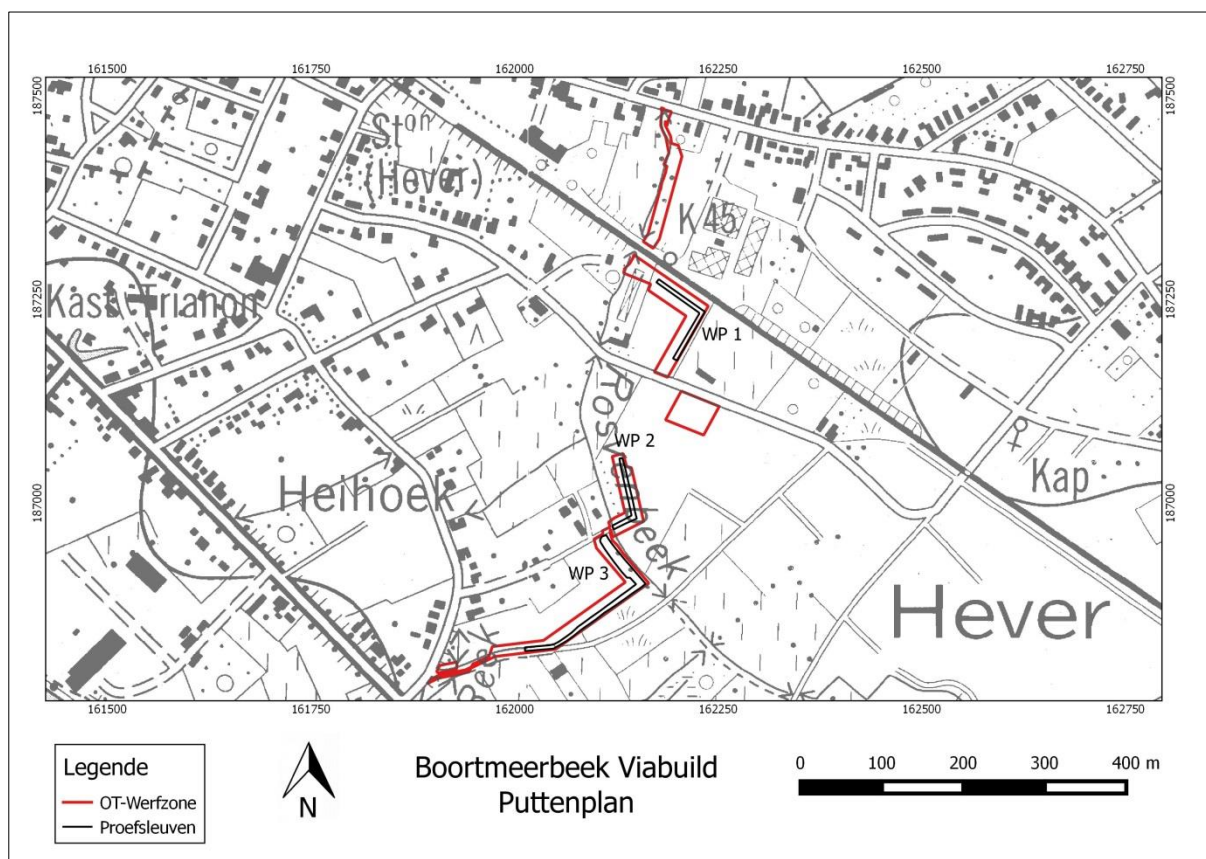 161500 161750 162000 162250 162500 162750
187500 187500
St on
(Hever)
K 45
187250 187250
Kast Trianon
WP 1
WP 2
Heihoek
Kap
187000 187000
WP 3
Hever
Beek
161500 161750 162000 162250 162500 162750
Legende
OT-Werfzone
Proefsleuven
N
Boortmeerbeek Viabuild
Puttenplan
0 100 200 300 400 m